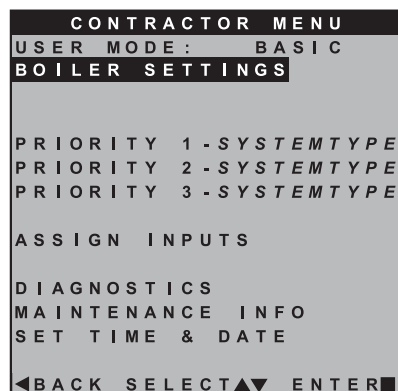 CONTRACTOR MENU
USER MODE: BASIC
BOILER SETTINGS
PRIORITY 1-SYSTEMTYPE
PRIORITY 2-SYSTEMTYPE
PRIORITY 3-SYSTEMTYPE
ASSIGN INPUTS
DIAGNOSTICS
MAINTENANCE INFO
SET TIME & DATE
◀BACK SELECT▲▼ ENTER■